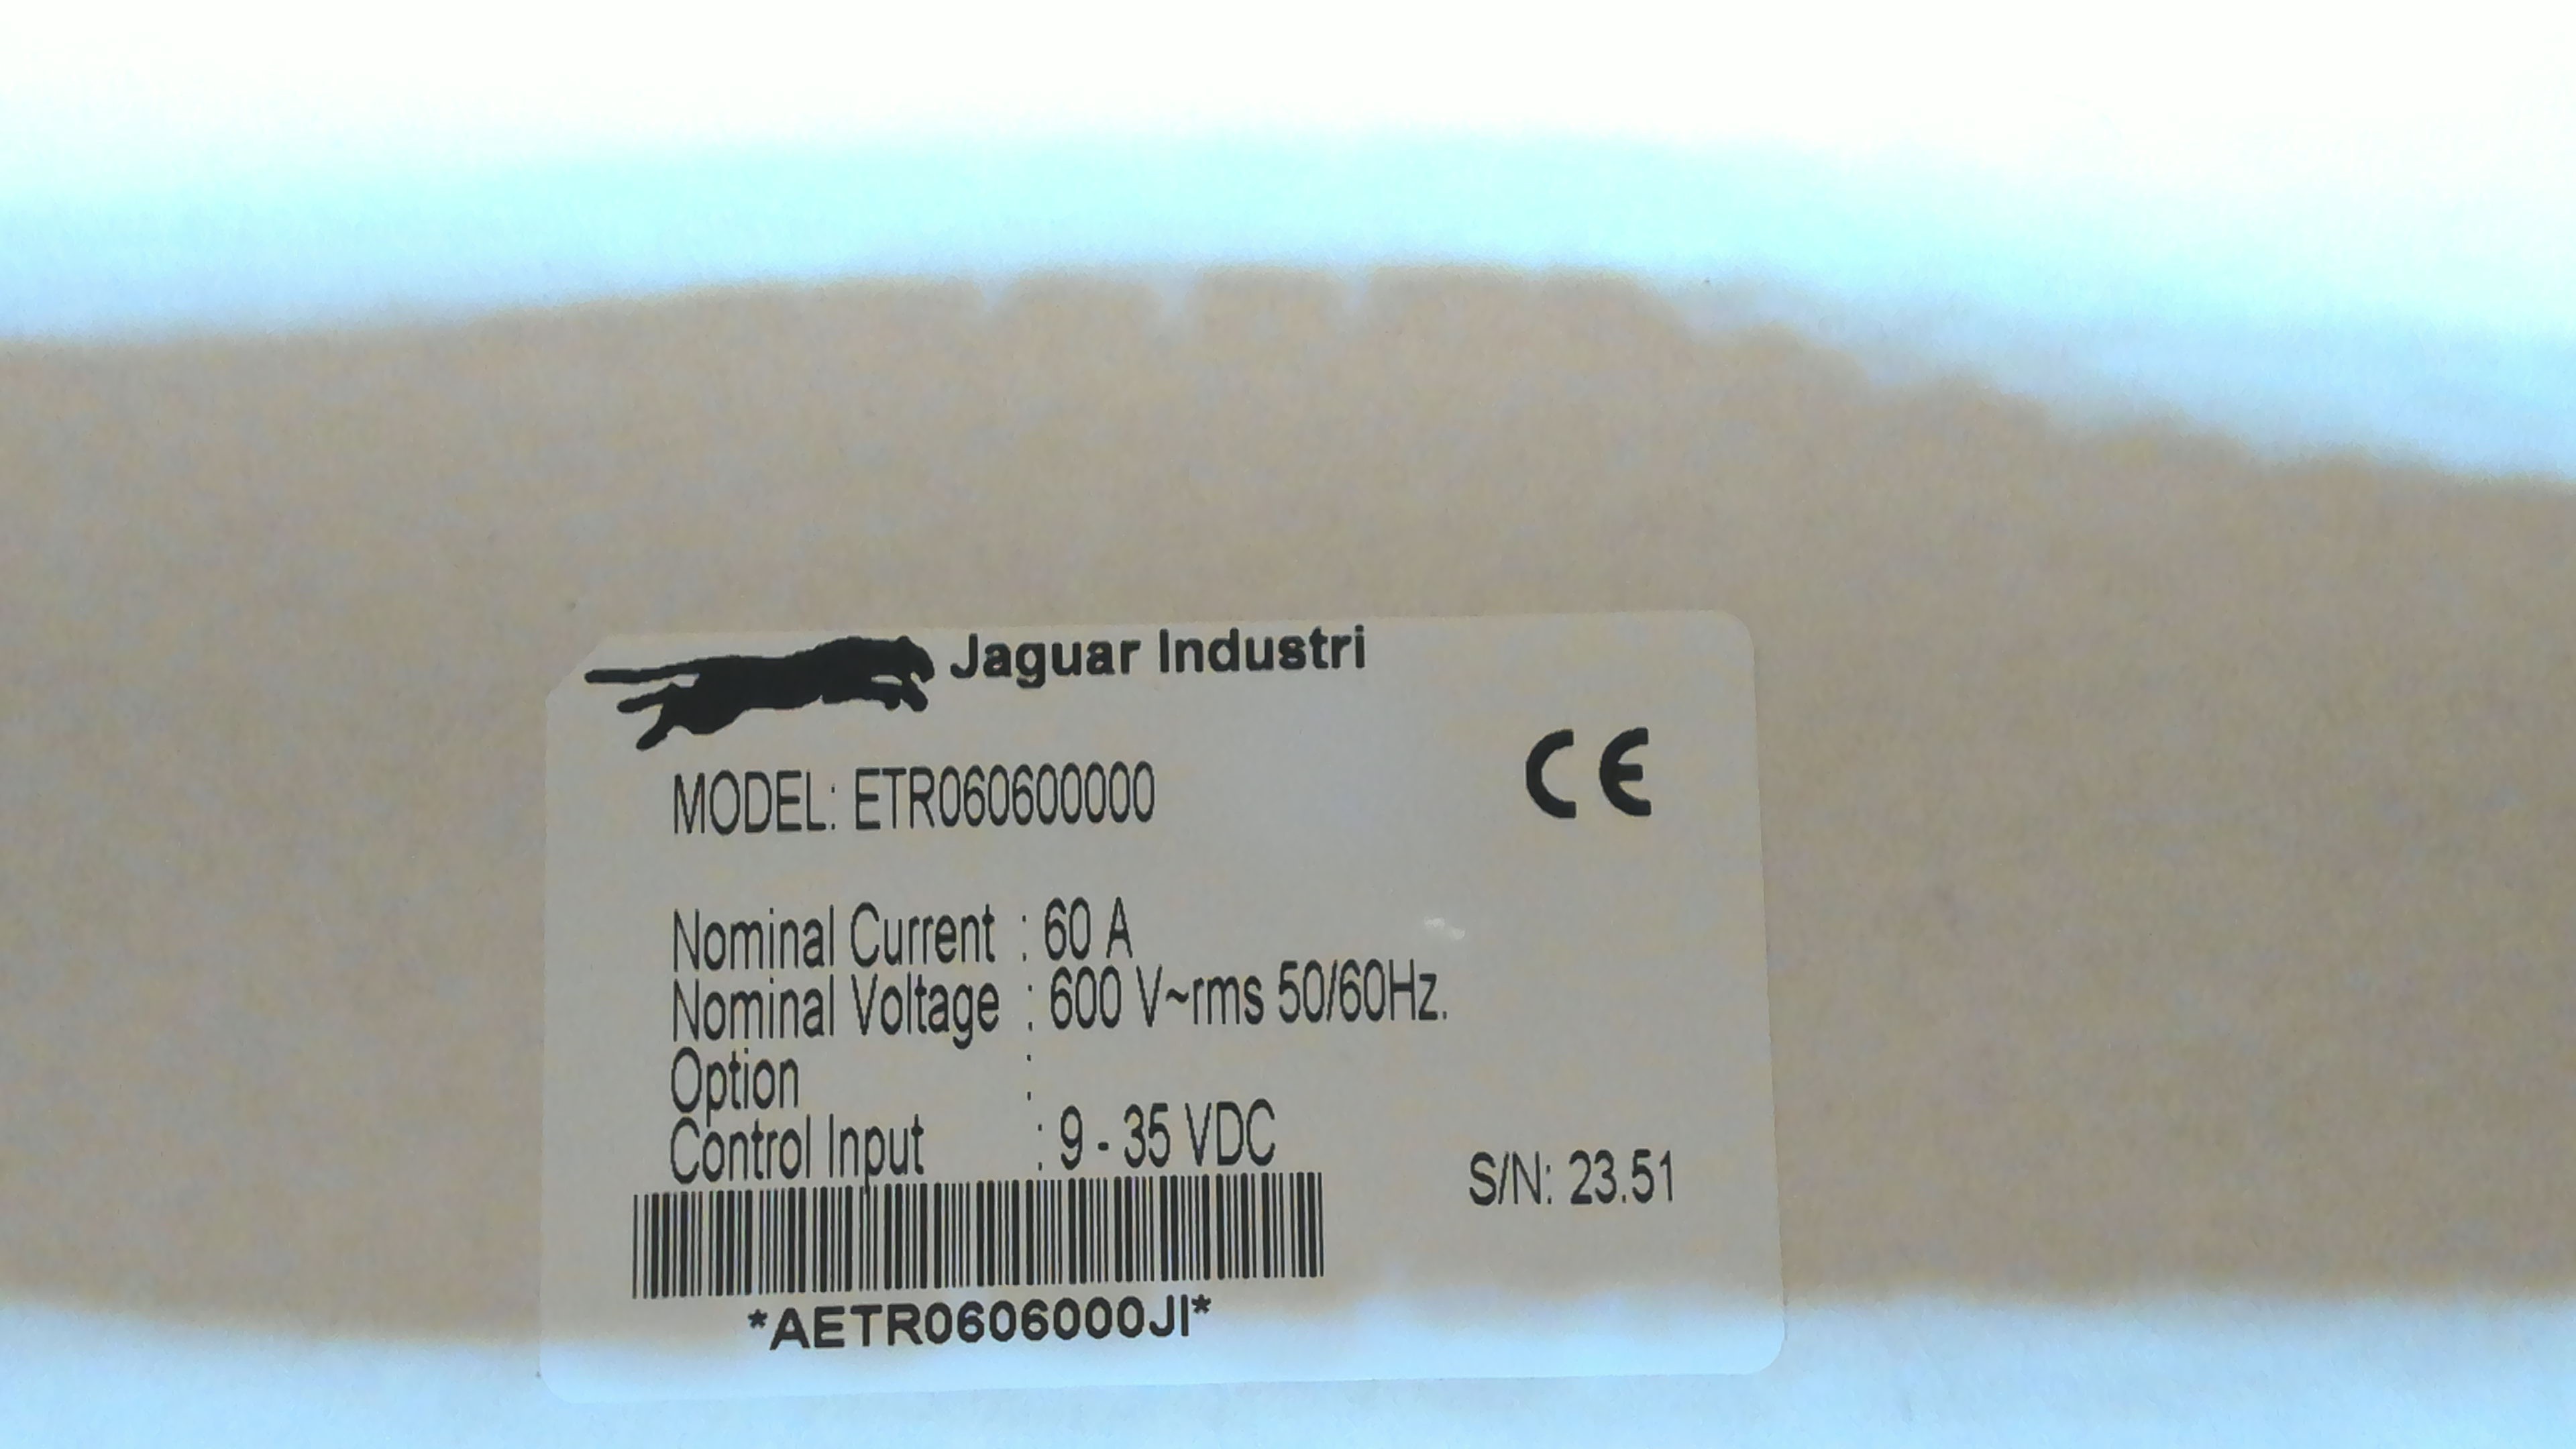 Jaguar Industri
CE
MODEL: ETR060600000
Nominal Current : 60 A
Nominal Voltage : 600 V~rms 50/60Hz.
Option :
Control Input : 9 - 35 VDC
S/N: 23.51
*AETR0606000JI*